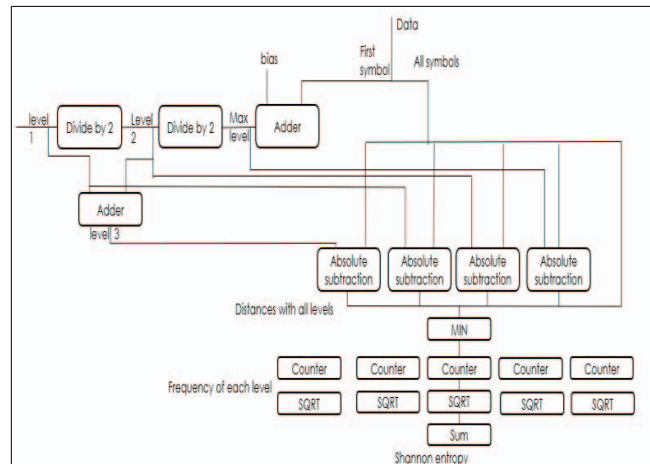 Data
bias
First symbol
All symbols
level 1
Divide by 2
Level 2
Divide by 2
Max level
Adder
Adder
level 3
Absolute subtraction
Absolute subtraction
Absolute subtraction
Absolute subtraction
Distances with all levels
MIN
Counter
Counter
Counter
Counter
Counter
Frequency of each level
SQRT
SQRT
SQRT
SQRT
SQRT
Sum
Shannon entropy